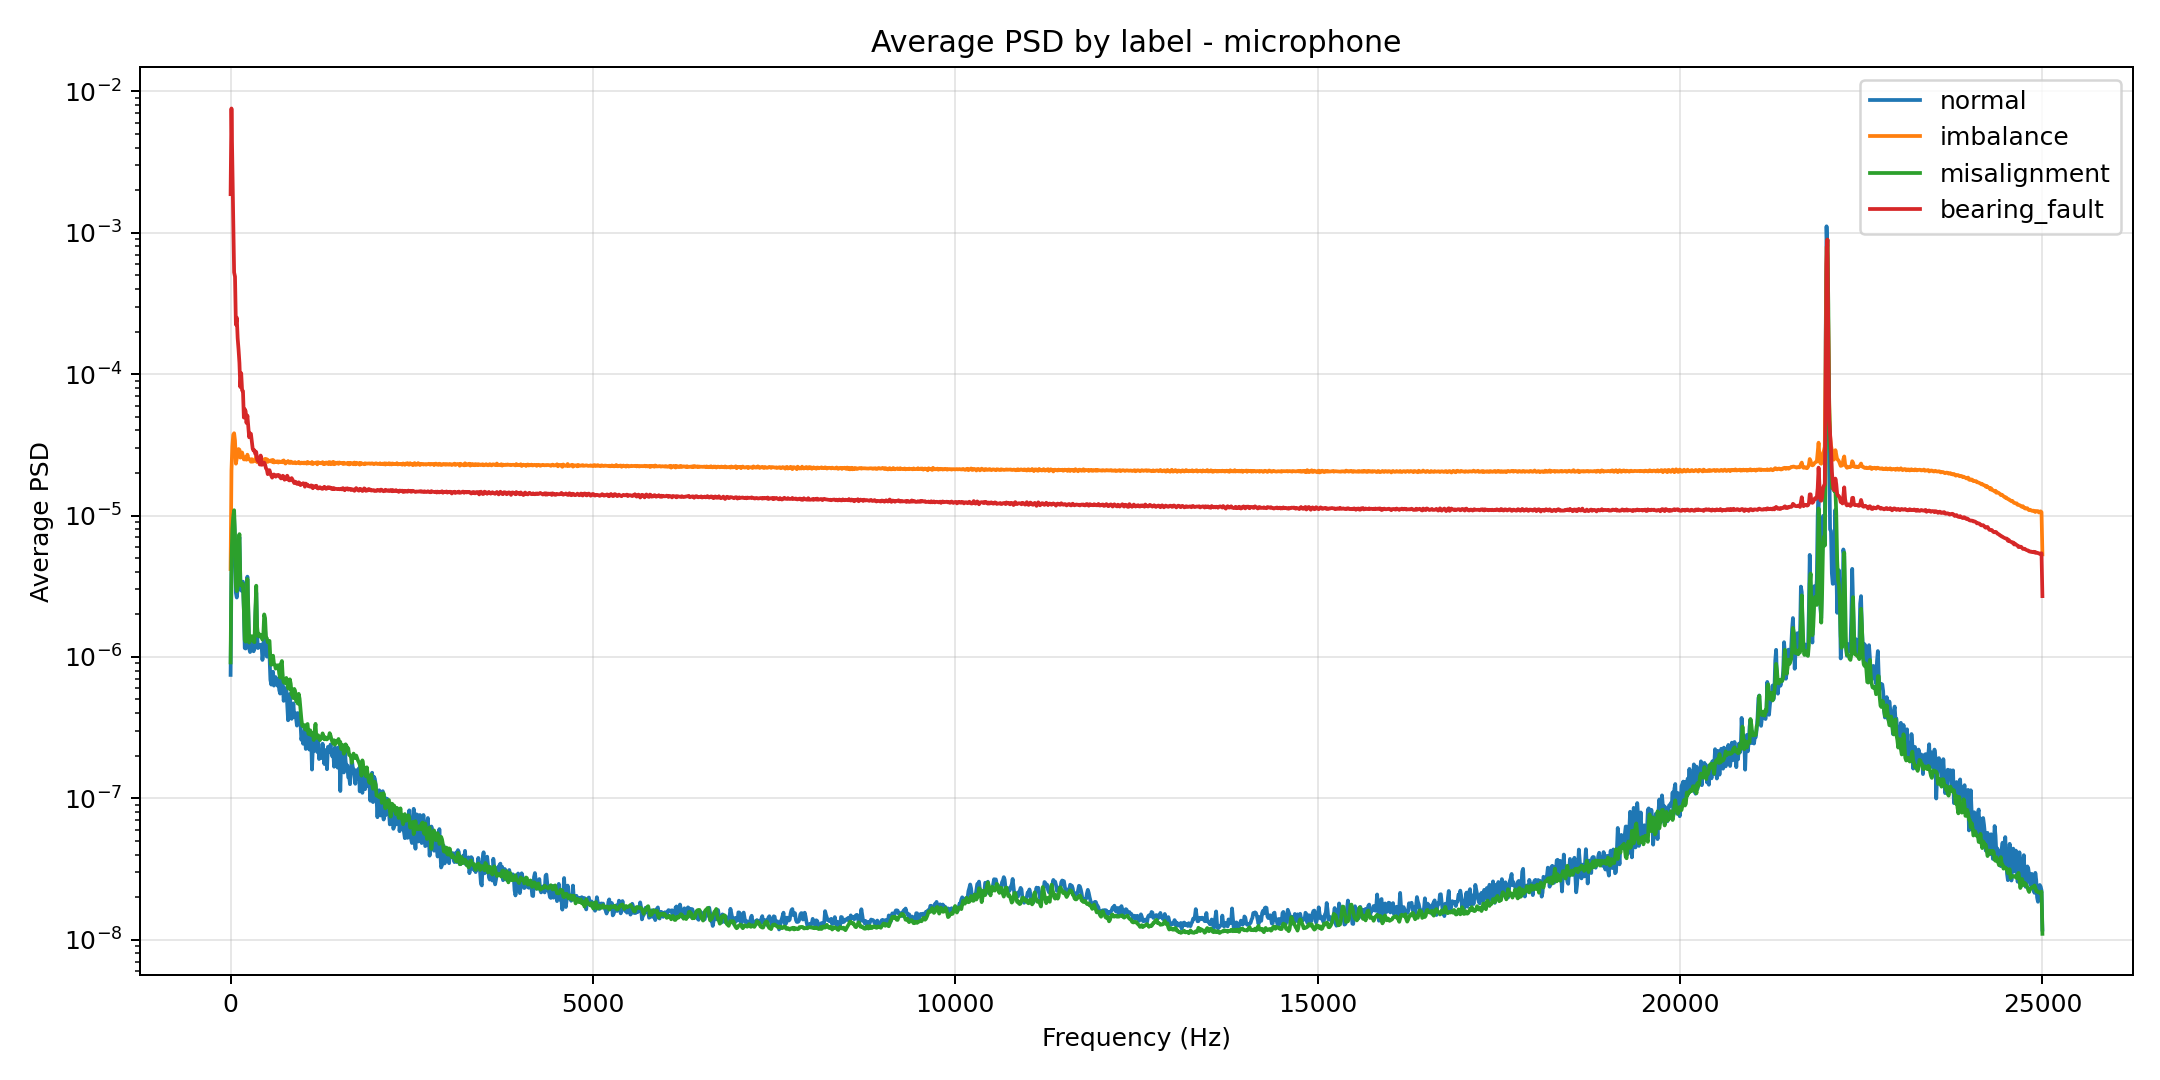 Average PSD by label - microphone
normal
imbalance
misalignment
bearing_fault
Average PSD
10⁻²
10⁻³
10⁻⁴
10⁻⁵
10⁻⁶
10⁻⁷
10⁻⁸
0 5000 10000 15000 20000 25000
Frequency (Hz)